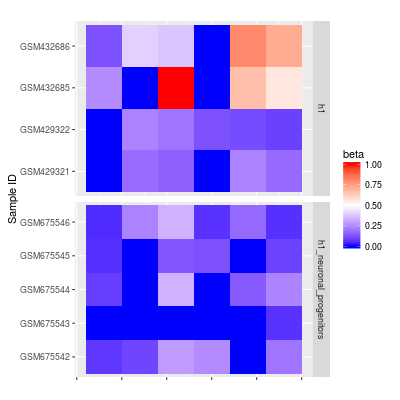 GSM432686
GSM432685
GSM429322
GSM429321
h1
GSM675546
GSM675545
GSM675544
GSM675543
GSM675542
h1_neuronal_progenitors
Sample ID
beta
1.00
0.75
0.50
0.25
0.00